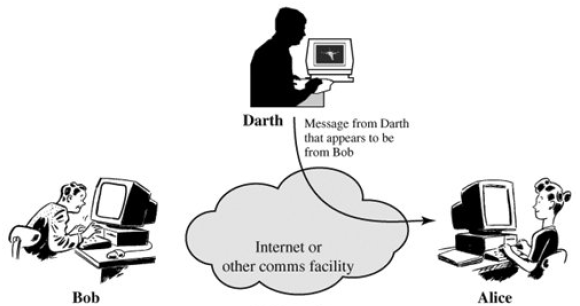 Darth
Message from Darth
that appears to be
from Bob
Internet or
other comms facility
Bob
Alice